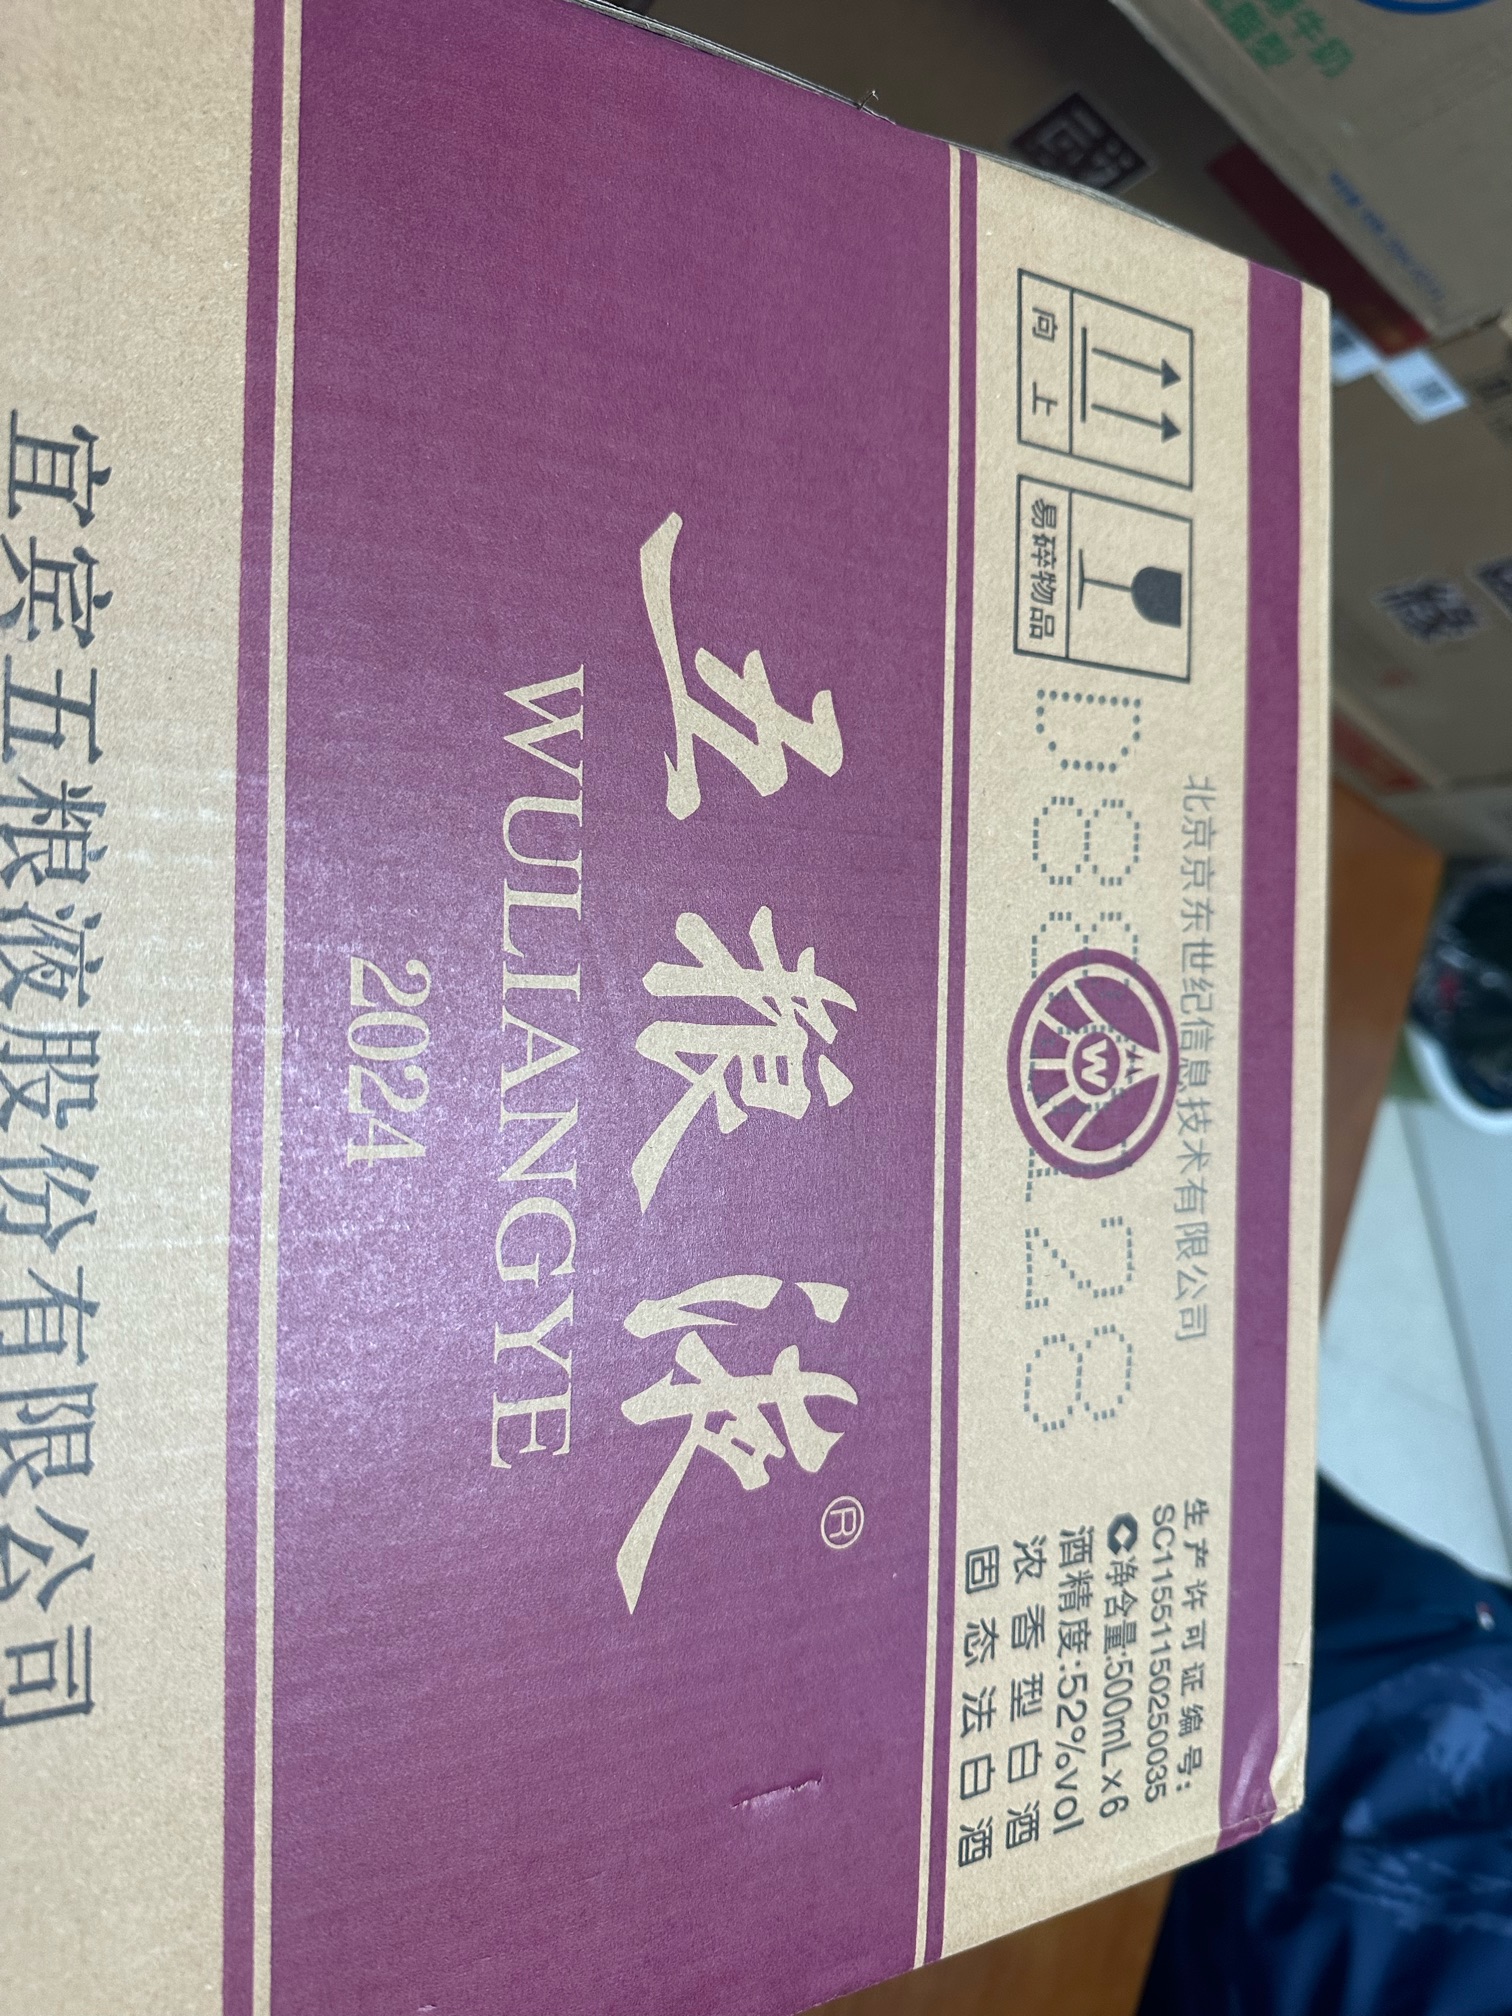 北京京东世纪信息技术有限公司
向上
易碎物品
W
生产许可证编号:
SC11551150250035
净含量:500mL×6
酒精度:52%vol
浓香型白酒
固态法白酒
五粮液®
WULIANGYE
2024
宜宾五粮液股份有限公司
牛奶